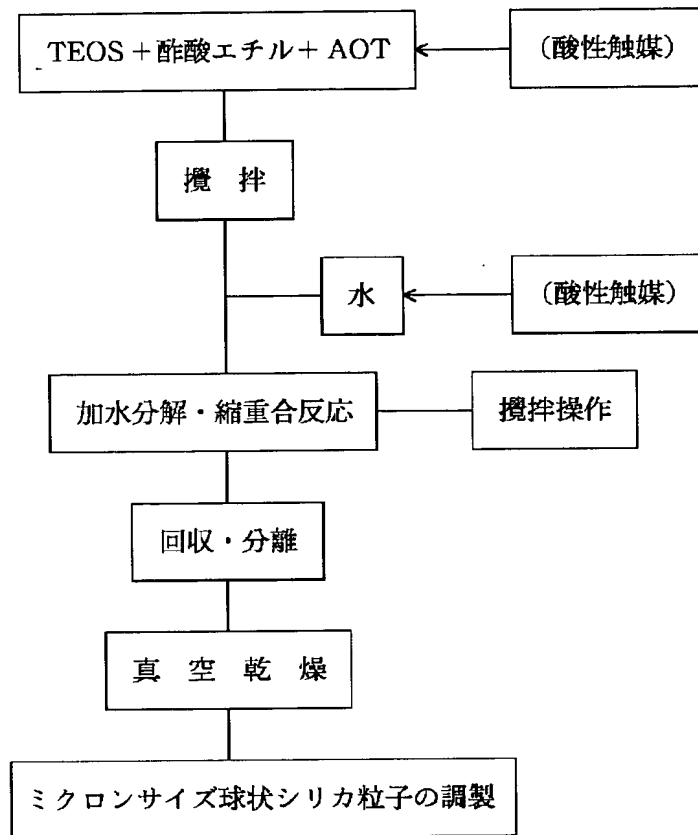 TEOS＋酢酸エチル＋AOT
（酸性触媒）
攪 拌
水
（酸性触媒）
加水分解・縮重合反応
攪拌操作
回収・分離
真 空 乾 燥
ミクロンサイズ球状シリカ粒子の調製